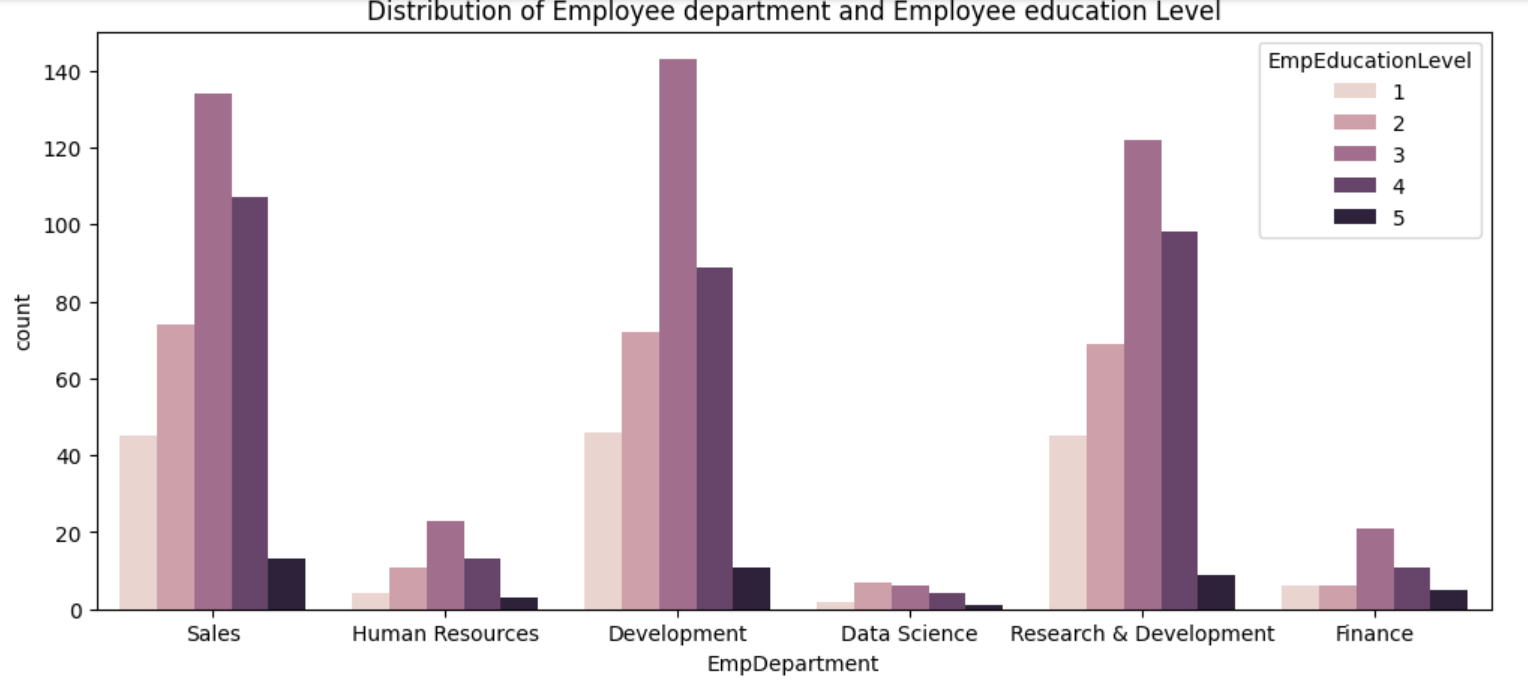 Distribution of Employee department and Employee education Level
EmpEducationLevel
1
2
3
4
5
140
120
100
80
60
40
20
0
count
Sales Human Resources Development Data Science Research & Development Finance
EmpDepartment